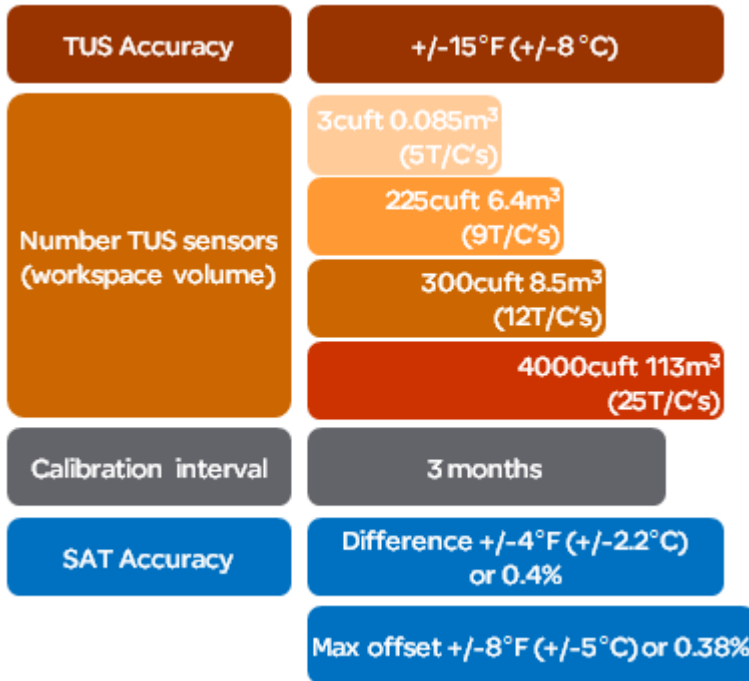 TUS Accuracy
+/-15°F (+/-8°C)
Number TUS sensors
(workspace volume)
3cuft 0.085m³
(5T/C's)
225cuft 6.4m³
(9T/C's)
300cuft 8.5m³
(12T/C's)
4000cuft 113m³
(25T/C's)
Calibration interval
3 months
SAT Accuracy
Difference +/-4°F (+/-2.2°C)
or 0.4%
Max offset +/-8°F (+/-5°C) or 0.38%